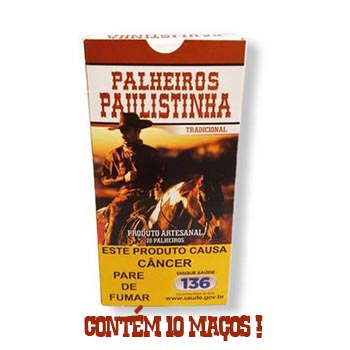 PAULISTINHA
PALHEIROS
PAULISTINHA
TRADICIONAL
PRODUTO ARTESANAL
20 PALHEIROS
ESTE PRODUTO CAUSA
CÂNCER
PARE
DE
FUMAR
DISQUE SAÚDE
136
www.saude.gov.br
CONTÉM 10 MAÇOS !